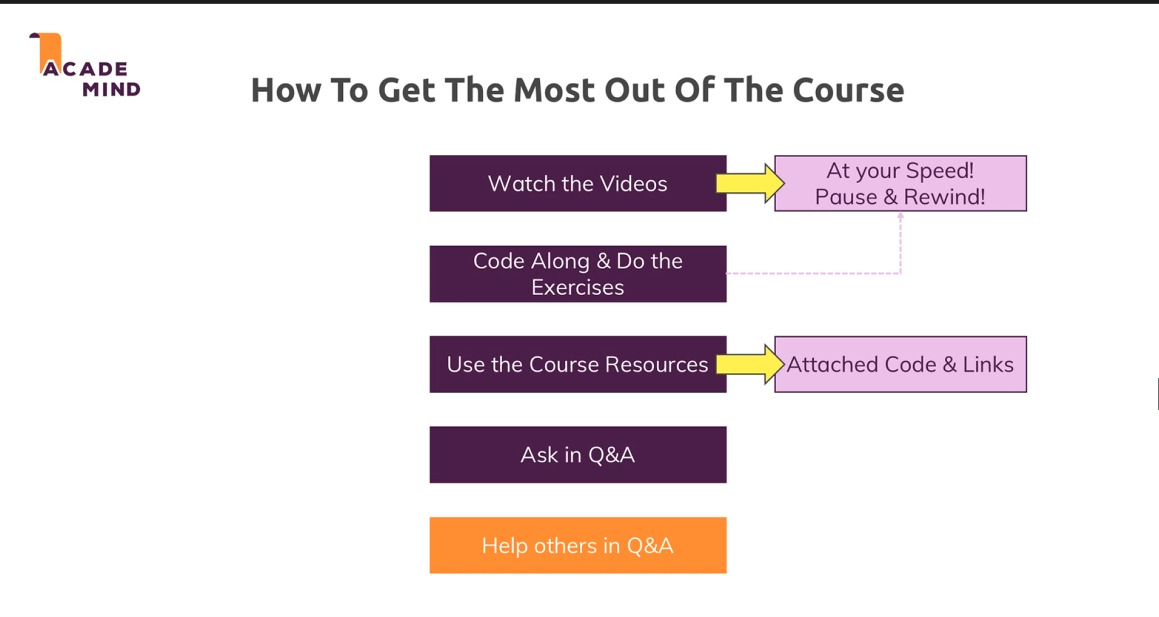 ACADE
MIND
How To Get The Most Out Of The Course
Watch the Videos
At your Speed!
Pause & Rewind!
Code Along & Do the
Exercises
Use the Course Resources
Attached Code & Links
Ask in Q&A
Help others in Q&A